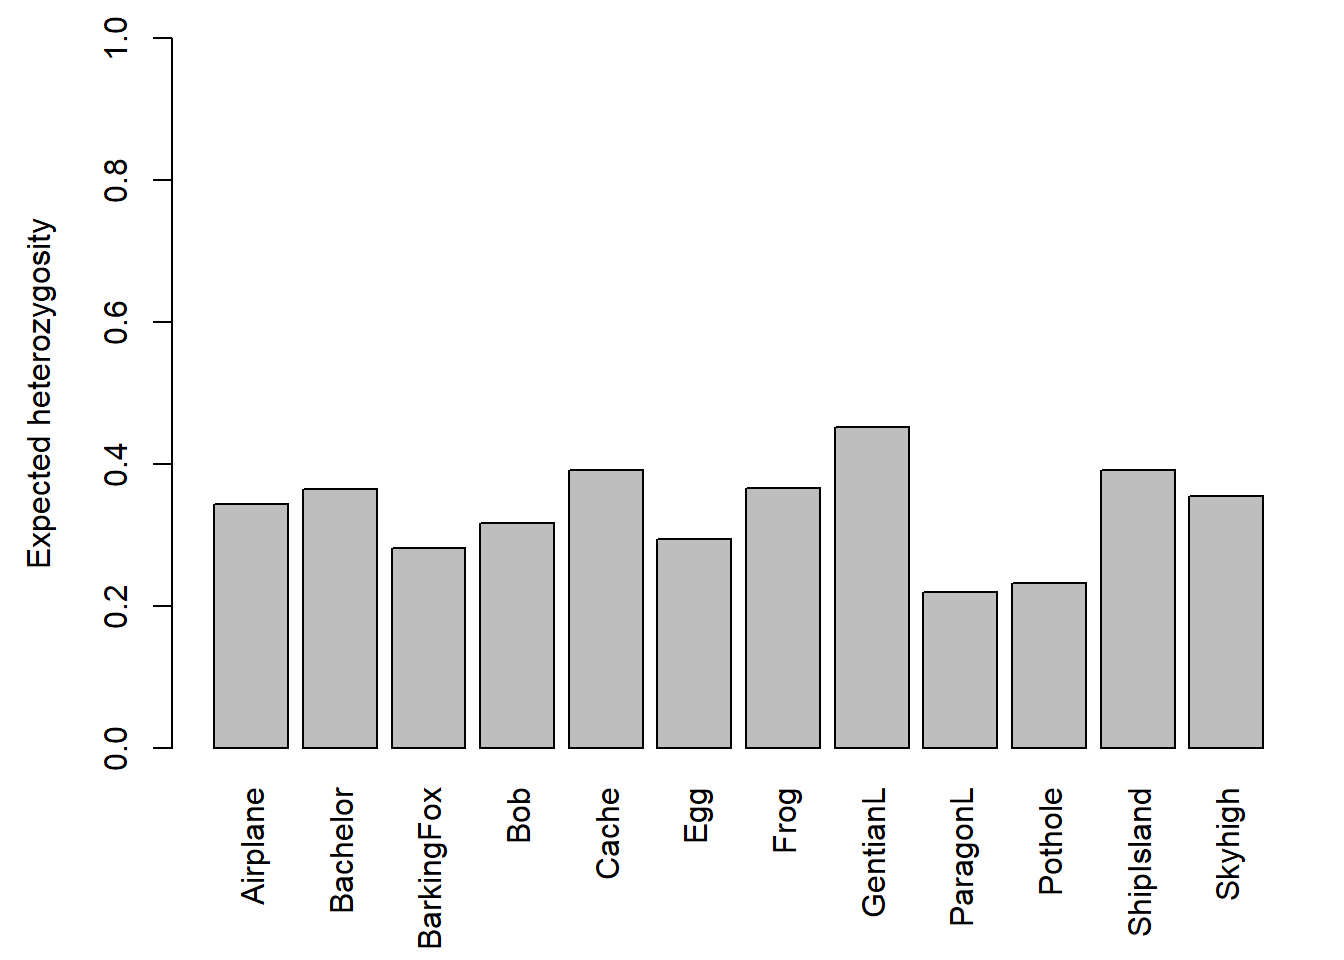 Expected heterozygosity
1.0
0.8
0.6
0.4
0.2
0.0
Airplane
Bachelor
BarkingFox
Bob
Cache
Egg
Frog
GentianL
ParagonL
Pothole
ShipIsland
Skyhigh